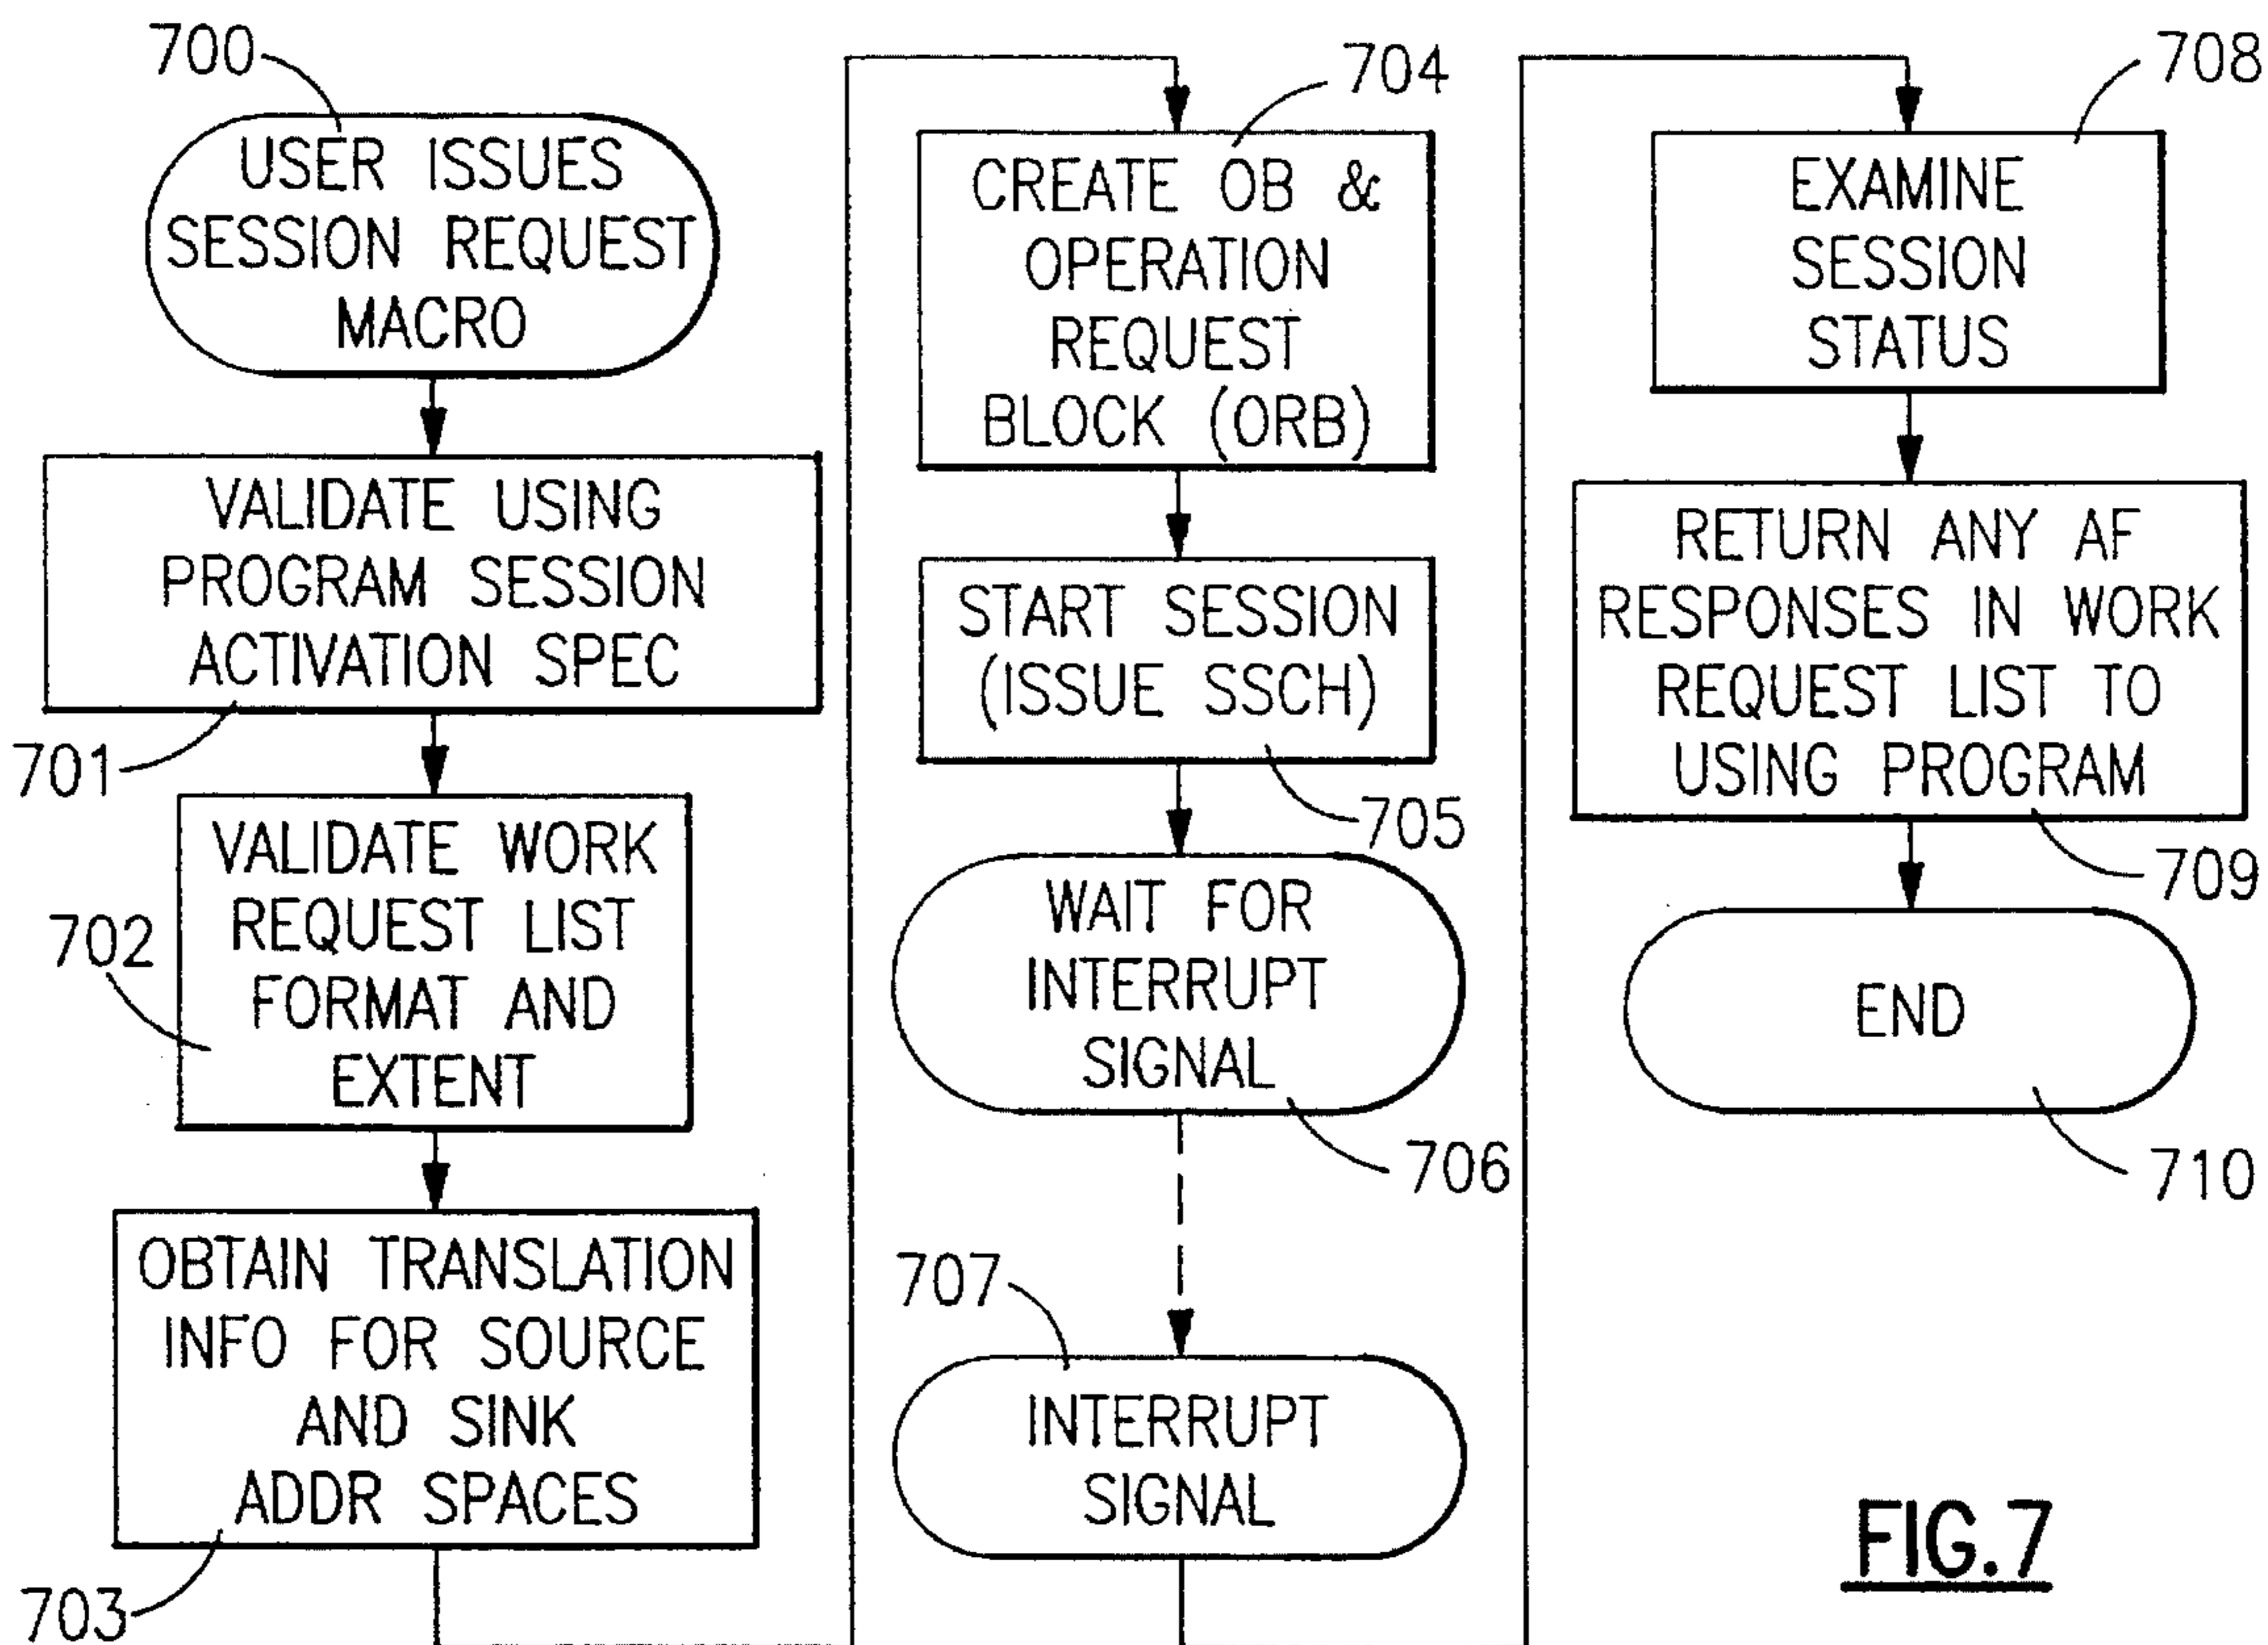 700
USER ISSUES
SESSION REQUEST
MACRO
VALIDATE USING
PROGRAM SESSION
ACTIVATION SPEC
701
VALIDATE WORK
REQUEST LIST
FORMAT AND
EXTENT
702
OBTAIN TRANSLATION
INFO FOR SOURCE
AND SINK
ADDR SPACES
703
704
CREATE OB &
OPERATION
REQUEST
BLOCK (ORB)
START SESSION
(ISSUE SSCH)
705
WAIT FOR
INTERRUPT
SIGNAL
706
707
INTERRUPT
SIGNAL
708
EXAMINE
SESSION
STATUS
RETURN ANY AF
RESPONSES IN WORK
REQUEST LIST TO
USING PROGRAM
709
END
710
FIG.7